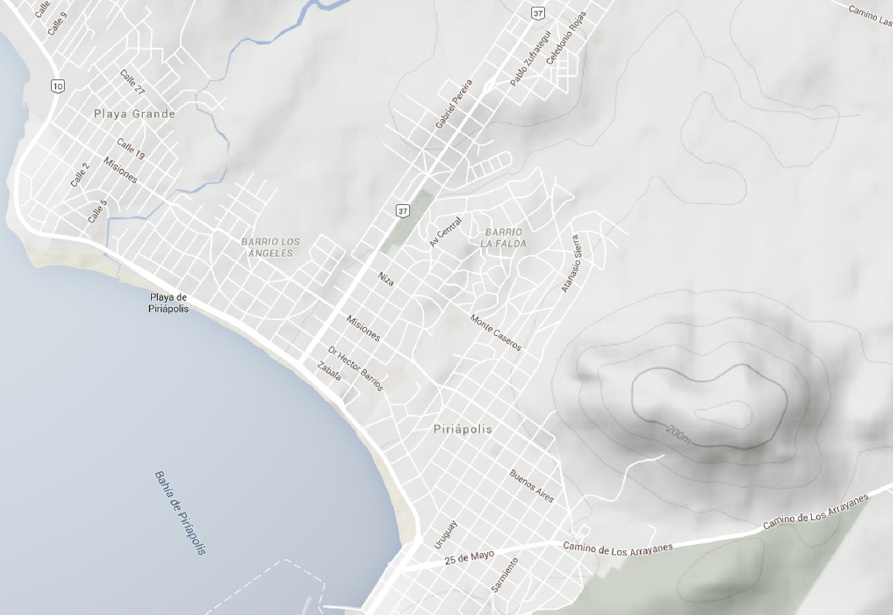 Calle
Calle 9
37
Camino Las
10
Calle 27
Pablo Zufrategui
Celedonio Rojas
Gabriel Pereira
Playa Grande
Calle 19
Misiones
Calle 2
Calle 5
37
Av Central
BARRIO LOS
ÁNGELES
BARRIO
LA FALDA
Atanasio Sierra
Niza
Playa de
Piriápolis
Misiones
Monte Caseros
Dr Hector Barrios
Zabala
Piriápolis
200m
Bahía de Piriápolis
Buenos Aires
Uruguay
25 de Mayo
Camino de Los Arrayanes
Camino de Los Arrayanes
Sarmiento